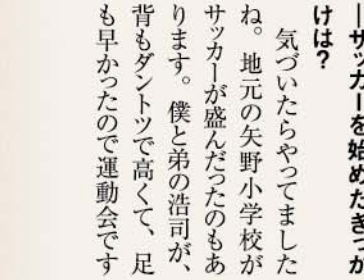 ―サッカーを始めたきっか
けは？
気づいたらやってました
ね。地元の矢野小学校が
サッカーが盛んだったのもあ
ります。僕と弟の浩司が、
背もダントツで高くて、足
も早かったので運動会です